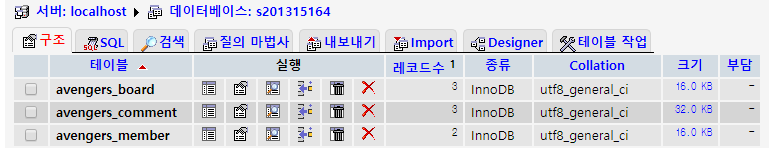 서버: localhost ▸ 데이터베이스: s201315164
구조 SQL 검색 질의 마법사 내보내기 Import Designer 테이블 작업
테이블 실행 레코드수 1 종류 Collation 크기 부담
avengers_board 3 InnoDB utf8_general_ci 16.0 KB -
avengers_comment 3 InnoDB utf8_general_ci 32.0 KB -
avengers_member 2 InnoDB utf8_general_ci 16.0 KB -